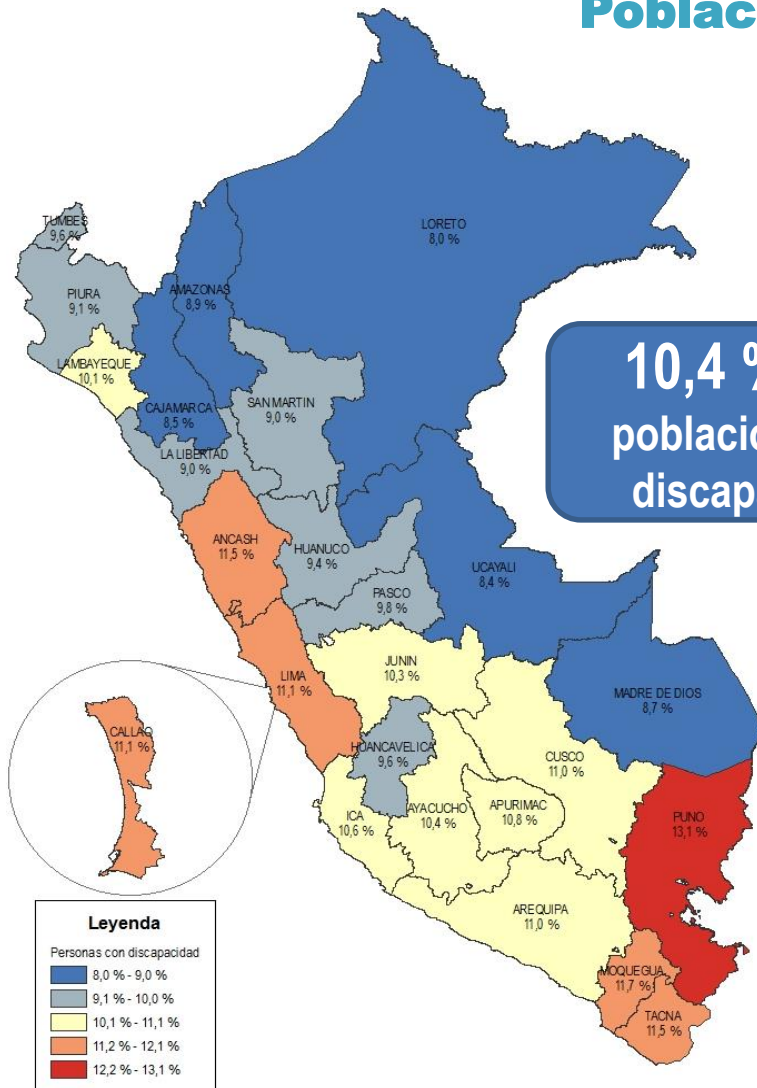 Poblac
LORETO
8,0 %
TUMBES
9,6 %
PIURA
9,1 %
AMAZONAS
8,9 %
LAMBAYEQUE
10,1 %
CAJAMARCA
8,5 %
SAN MARTIN
9,0 %
LA LIBERTAD
9,0 %
10,4 %
població
discapa
ANCASH
11,5 %
HUANUCO
9,4 %
UCAYALI
8,4 %
PASCO
9,8 %
JUNIN
10,3 %
LIMA
11,1 %
MADRE DE DIOS
8,7 %
CALLAO
11,1 %
HUANCAVELICA
9,6 %
CUSCO
11,0 %
ICA
10,6 %
AYACUCHO
10,4 %
APURIMAC
10,8 %
PUNO
13,1 %
AREQUIPA
11,0 %
MOQUEGUA
11,7 %
TACNA
11,5 %
Leyenda
Personas con discapacidad
8,0 % - 9,0 %
9,1 % - 10,0 %
10,1 % - 11,1 %
11,2 % - 12,1 %
12,2 % - 13,1 %